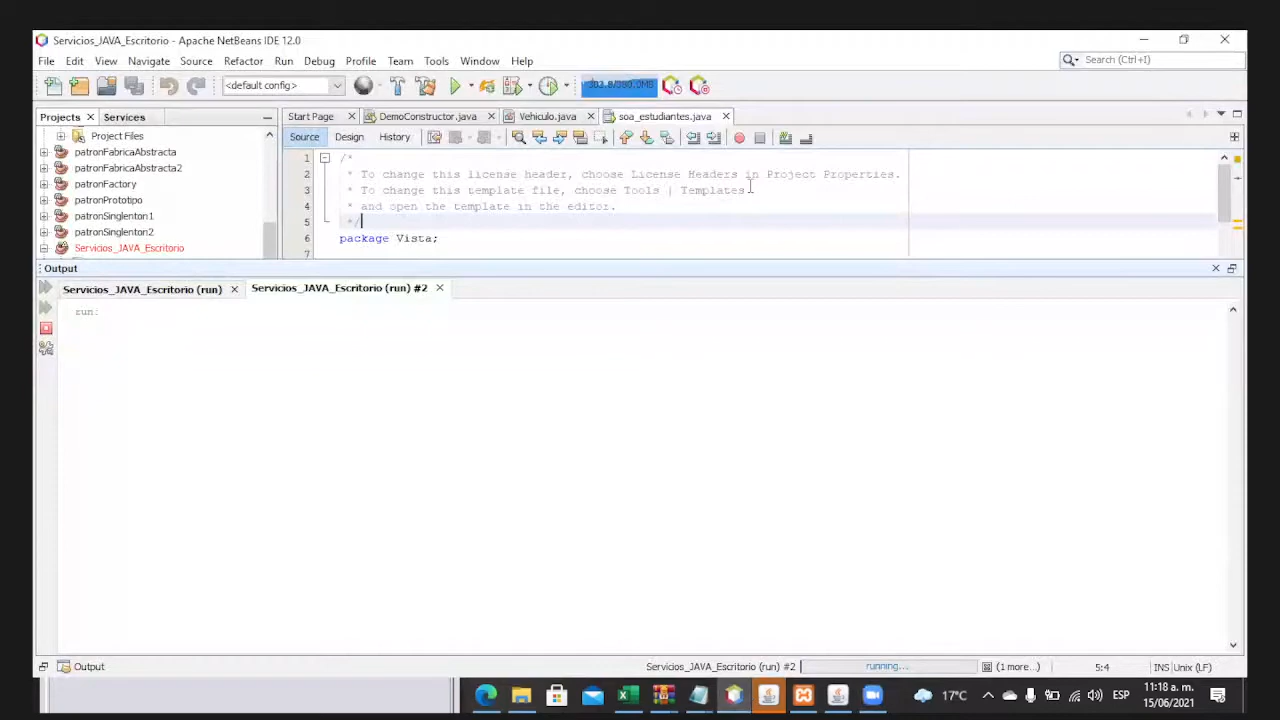 Servicios_JAVA_Escritorio - Apache NetBeans IDE 12.0
File Edit View Navigate Source Refactor Run Debug Profile Team Tools Window Help
Search (Ctrl+I)
<default config>
302.8/380.0MB
Projects
Services
Start Page
DemoConstructor.java
Vehiculo.java
soa_estudiantes.java
Source Design History
Project Files
patronFabricaAbstracta
patronFabricaAbstracta2
patronFactory
patronPrototipo
patronSinglenton1
patronSinglenton2
Servicios_JAVA_Escritorio
1 /*
2 * To change this license header, choose License Headers in Project Properties.
3 * To change this template file, choose Tools | Templates
4 * and open the template in the editor.
5 */
6 package Vista;
7
Output
Servicios_JAVA_Escritorio (run)
Servicios_JAVA_Escritorio (run) #2
run:
Output
Servicios_JAVA_Escritorio (run) #2
running...
(1 more...)
5:4
INS Unix (LF)
17°C
ESP
11:18 a. m.
15/06/2021